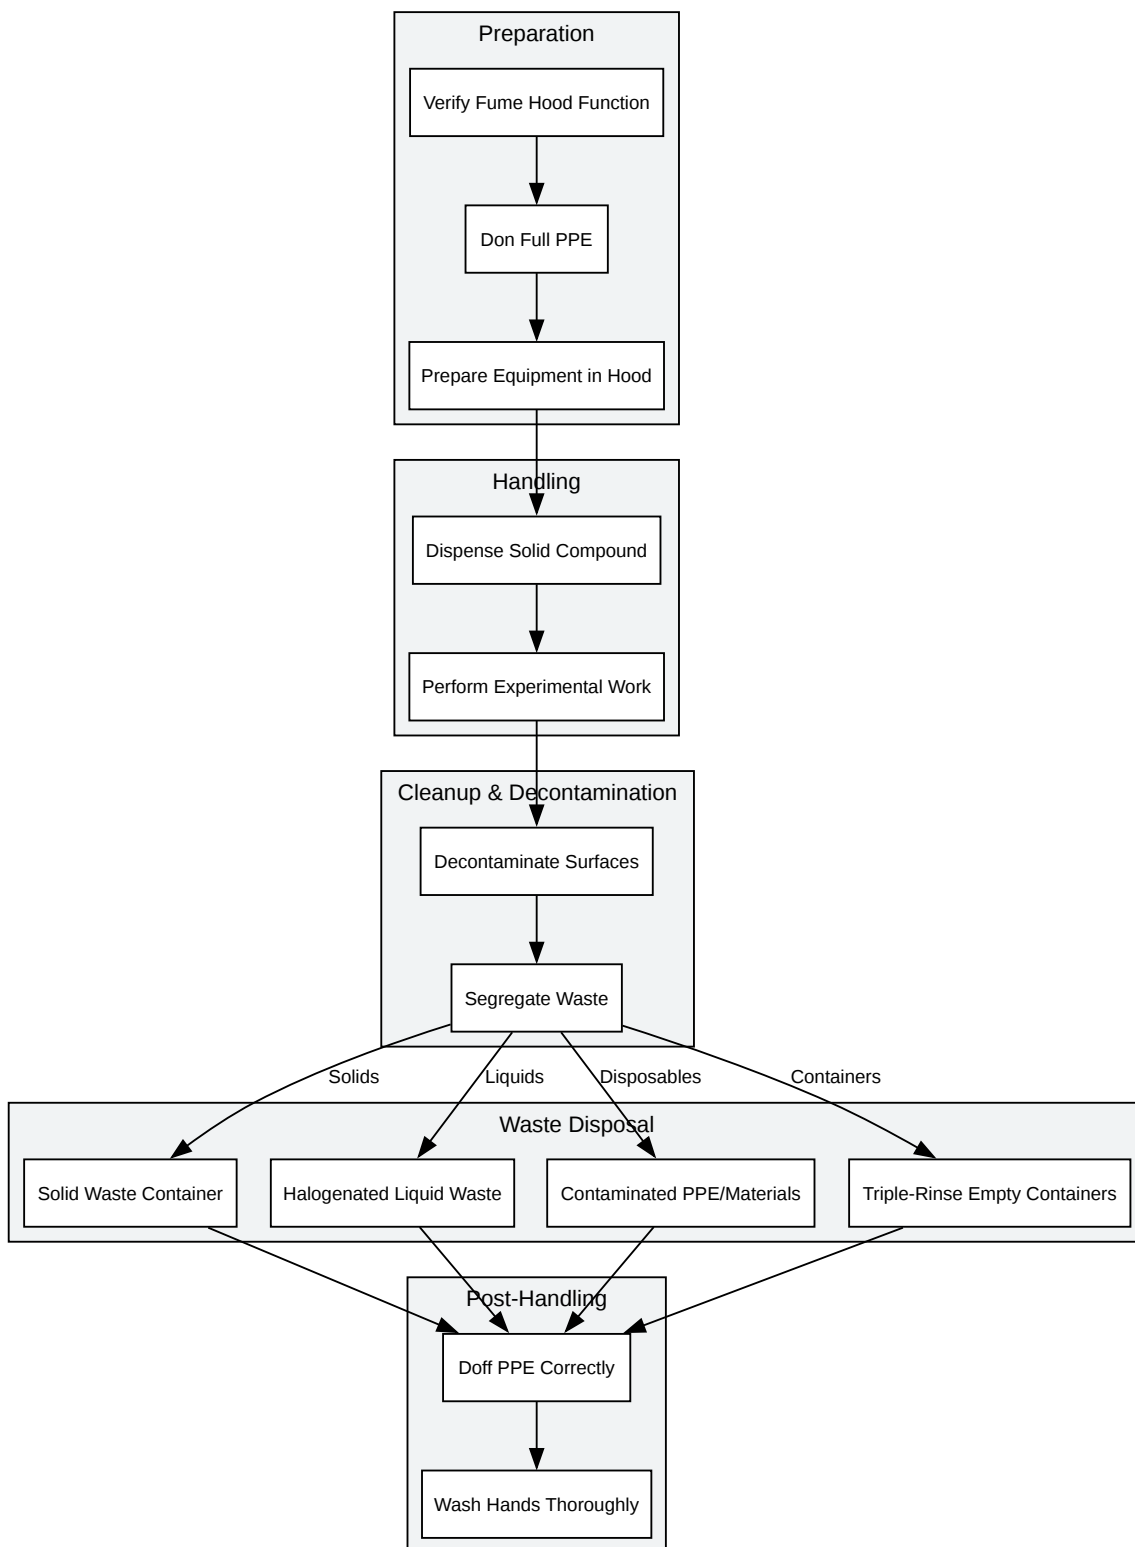 Preparation
Verify Fume Hood Function
Don Full PPE
Prepare Equipment in Hood
Handling
Dispense Solid Compound
Perform Experimental Work
Cleanup & Decontamination
Decontaminate Surfaces
Segregate Waste
Solids
Liquids
Disposables
Containers
Waste Disposal
Solid Waste Container
Halogenated Liquid Waste
Contaminated PPE/Materials
Triple-Rinse Empty Containers
Post-Handling
Doff PPE Correctly
Wash Hands Thoroughly